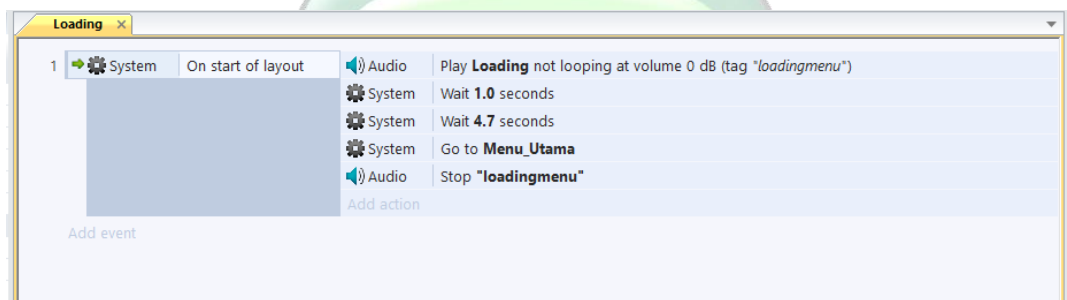 Loading ×
1 System On start of layout Audio Play Loading not looping at volume 0 dB (tag "loadingmenu")
System Wait 1.0 seconds
System Wait 4.7 seconds
System Go to Menu_Utama
Audio Stop "loadingmenu"
Add action
Add event